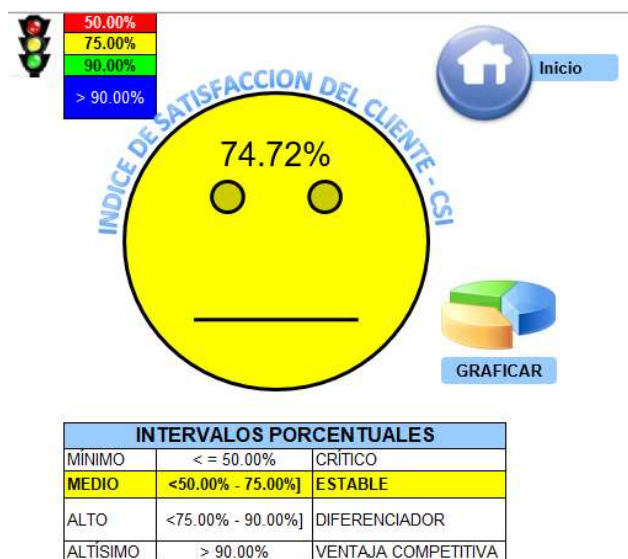 50.00%
75.00%
90.00%
> 90.00%
Inicio
INDICE DE SATISFACCION DEL CLIENTE - CSI
74.72%
GRAFICAR
INTERVALOS PORCENTUALES
MÍNIMO < = 50.00% CRÍTICO
MEDIO <50.00% - 75.00%] ESTABLE
ALTO <75.00% - 90.00%] DIFERENCIADOR
ALTÍSIMO > 90.00% VENTAJA COMPETITIVA